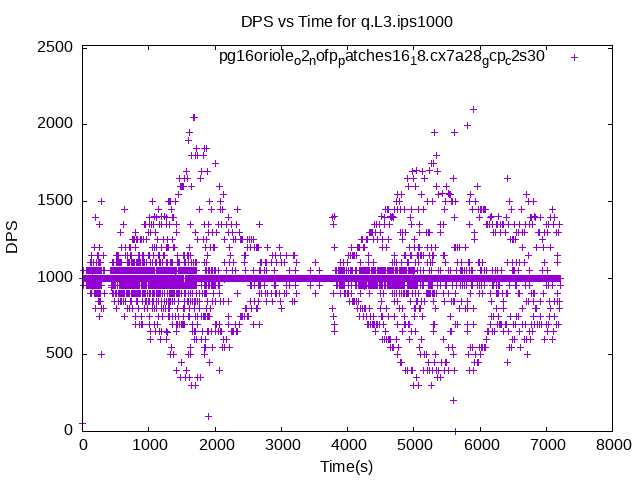 DPS vs Time for q.L3.ips1000
pg16oriole_o2_nofp_patches16_18.cx7a28_gcp_c2s30
2500
2000
1500
1000
500
0
DPS
0 1000 2000 3000 4000 5000 6000 7000 8000
Time(s)